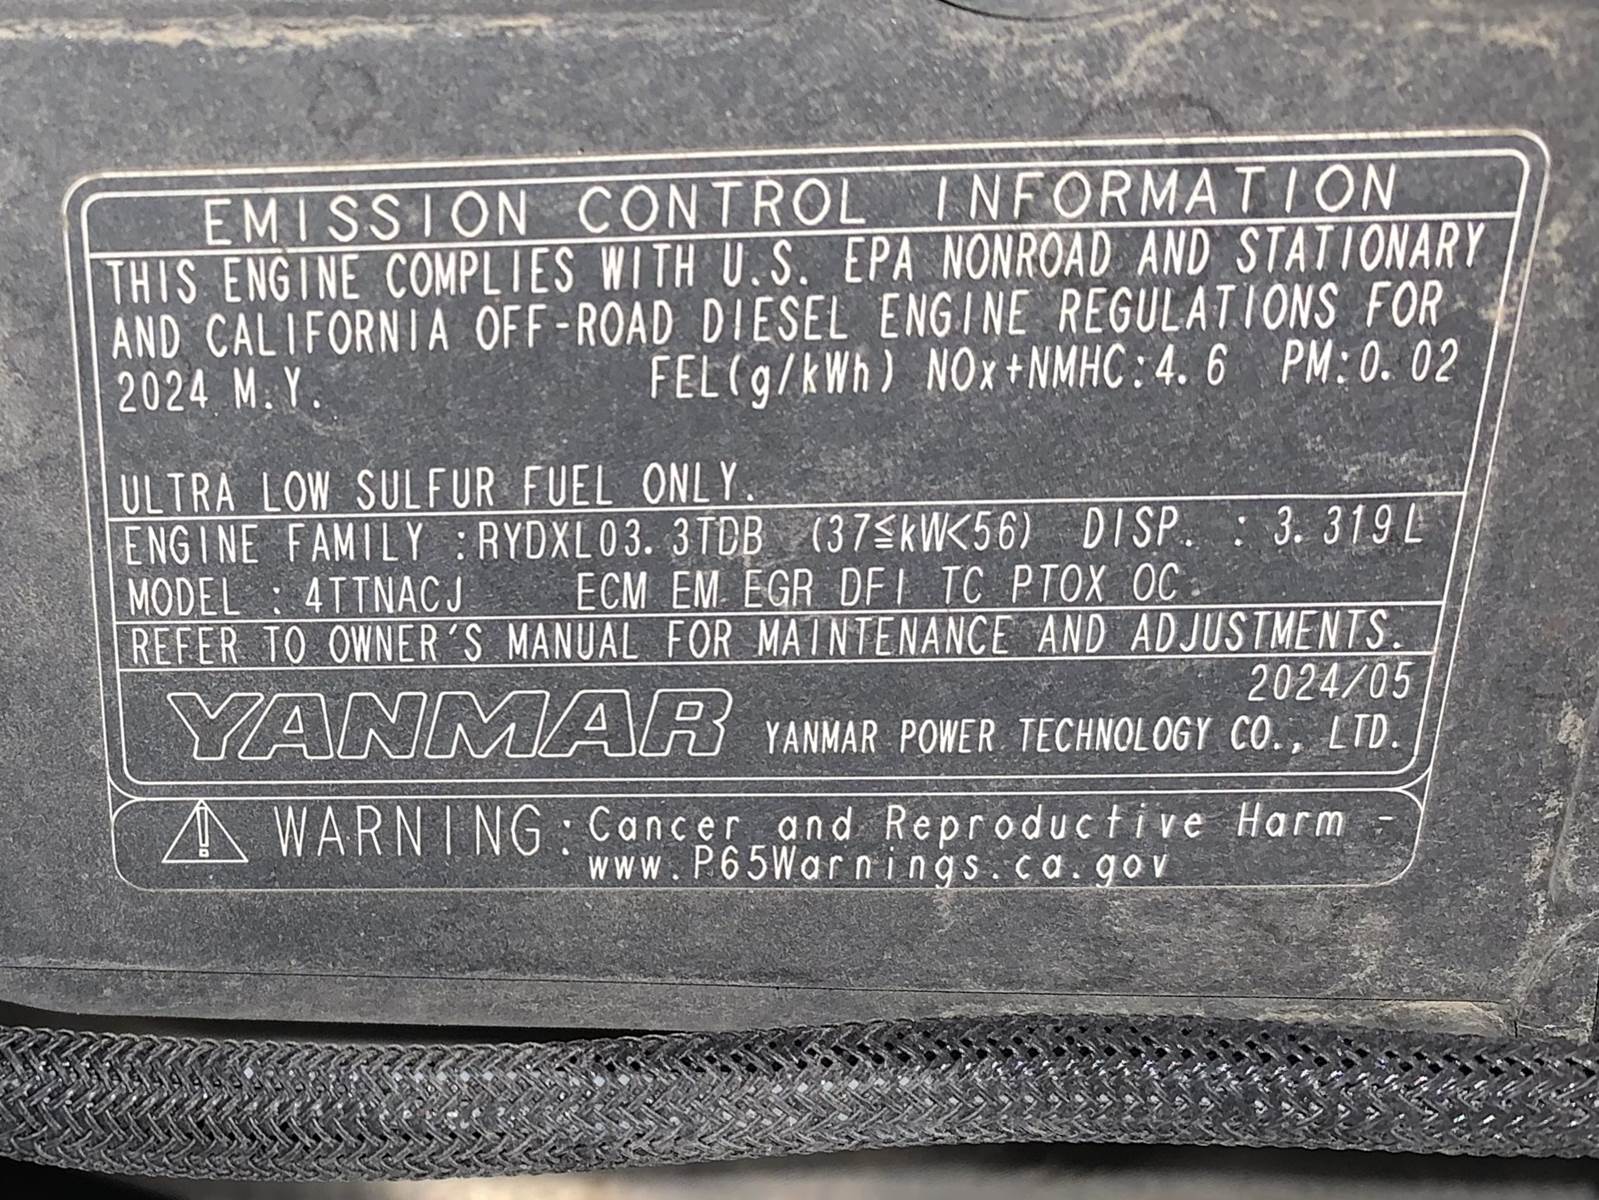 EMISSION CONTROL INFORMATION
THIS ENGINE COMPLIES WITH U.S. EPA NONROAD AND STATIONARY
AND CALIFORNIA OFF-ROAD DIESEL ENGINE REGULATIONS FOR
2024 M.Y. FEL(g/kWh) NOx+NMHC:4.6 PM:0.02
ULTRA LOW SULFUR FUEL ONLY.
ENGINE FAMILY :RYDXL03.3TDB (37≦kW<56) DISP. : 3.319L
MODEL : 4TTNACJ ECM EM EGR DFI TC PTOX OC
REFER TO OWNER'S MANUAL FOR MAINTENANCE AND ADJUSTMENTS.
2024/05
YANMAR YANMAR POWER TECHNOLOGY CO., LTD.
⚠ WARNING:Cancer and Reproductive Harm -
www.P65Warnings.ca.gov